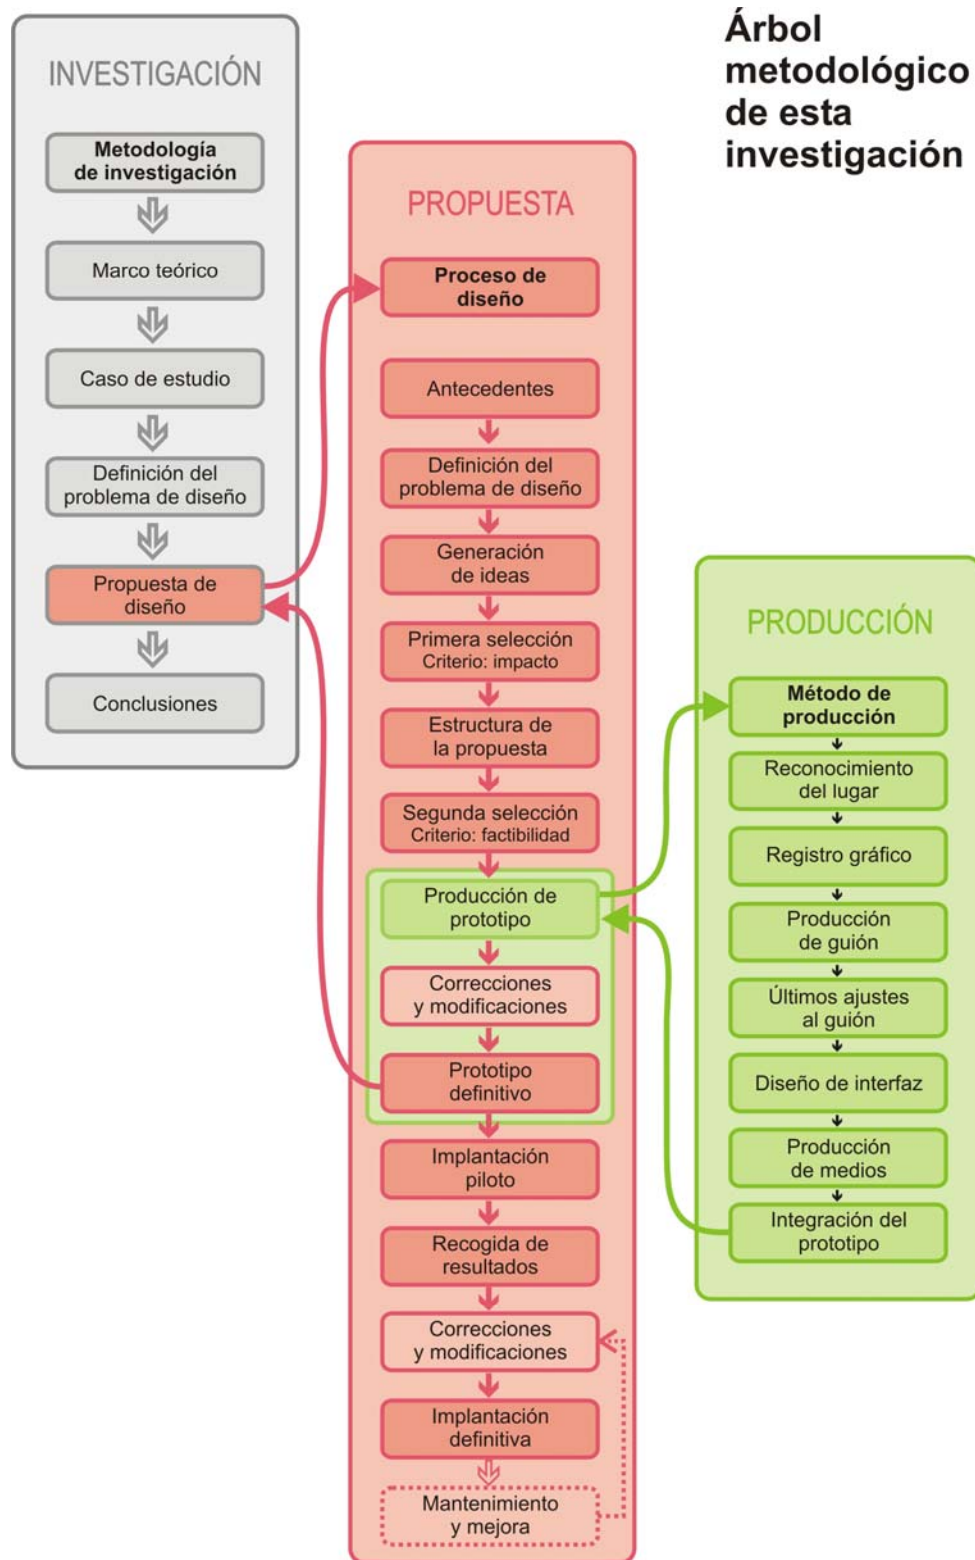 Árbol
metodológico
de esta
investigación
INVESTIGACIÓN
Metodología
de investigación
Marco teórico
Caso de estudio
Definición del
problema de diseño
Propuesta de
diseño
Conclusiones
PROPUESTA
Proceso de
diseño
Antecedentes
Definición del
problema de diseño
Generación
de ideas
Primera selección
Criterio: impacto
Estructura de
la propuesta
Segunda selección
Criterio: factibilidad
Producción de
prototipo
Correcciones
y modificaciones
Prototipo
definitivo
Implantación
piloto
Recogida de
resultados
Correcciones
y modificaciones
Implantación
definitiva
Mantenimiento
y mejora
PRODUCCIÓN
Método de
producción
Reconocimiento
del lugar
Registro gráfico
Producción
de guión
Últimos ajustes
al guión
Diseño de interfaz
Producción
de medios
Integración del
prototipo